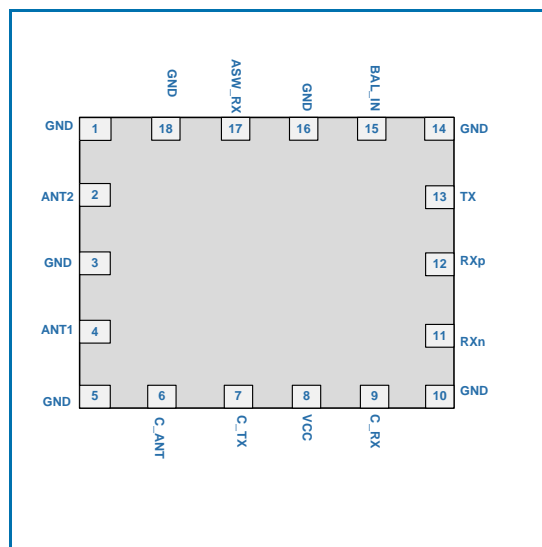 GND
ASW_RX
GND
BAL_IN
GND 1 18 17 16 15 14 GND
ANT2 2 13 TX
GND 3 12 RXp
ANT1 4 11 RXn
GND 5 6 7 8 9 10 GND
C_ANT
C_TX
VCC
C_RX